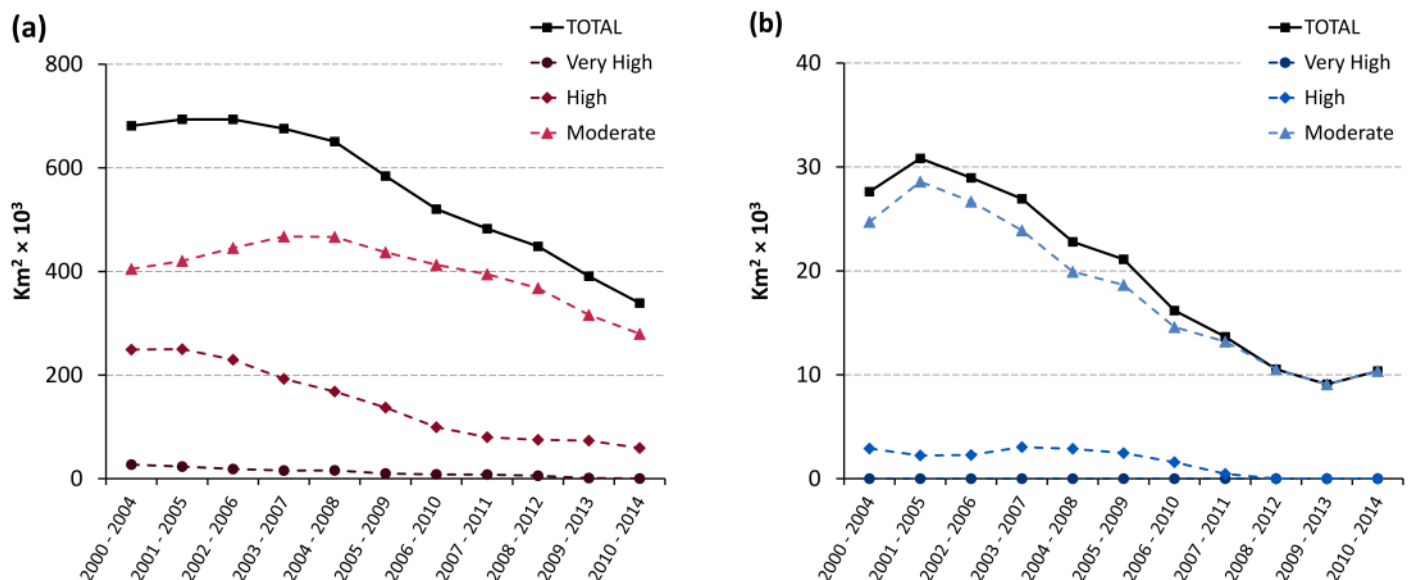 (a)
TOTAL
Very High
High
Moderate
800
600
400
200
0
Km² × 10³
2000 - 2004
2001 - 2005
2002 - 2006
2003 - 2007
2004 - 2008
2005 - 2009
2006 - 2010
2007 - 2011
2008 - 2012
2009 - 2013
2010 - 2014
(b)
TOTAL
Very High
High
Moderate
40
30
20
10
0
Km² × 10³
2000 - 2004
2001 - 2005
2002 - 2006
2003 - 2007
2004 - 2008
2005 - 2009
2006 - 2010
2007 - 2011
2008 - 2012
2009 - 2013
2010 - 2014